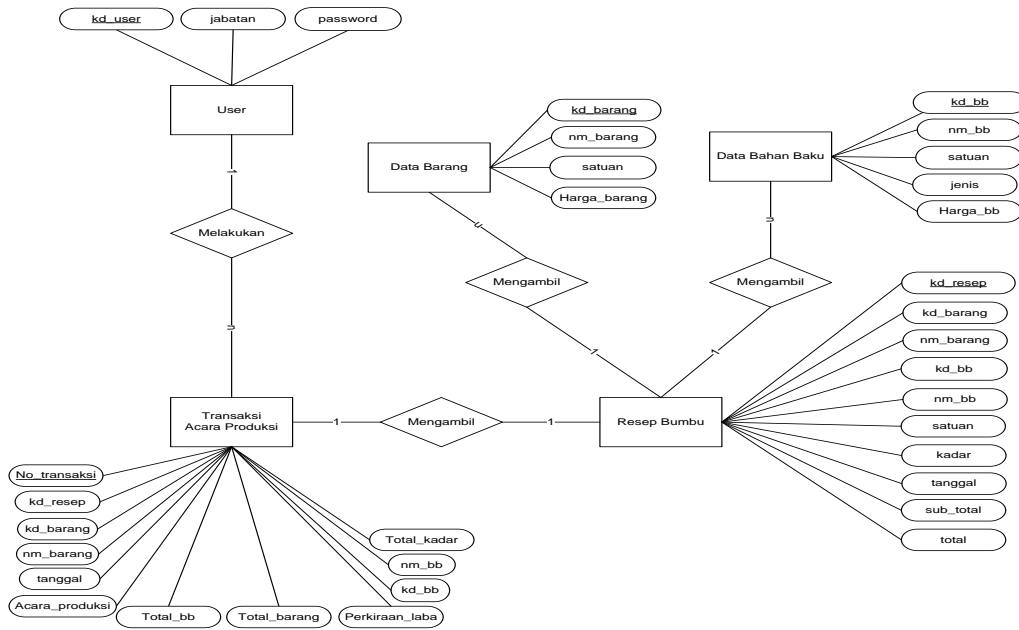 kd_user
jabatan
password
User
1
Melakukan
n
Data Barang
kd_barang
nm_barang
satuan
Harga_barang
n
Mengambil
1
Data Bahan Baku
kd_bb
nm_bb
satuan
jenis
Harga_bb
n
Mengambil
1
Transaksi
Acara Produksi
1
Mengambil
1
Resep Bumbu
kd_resep
kd_barang
nm_barang
kd_bb
nm_bb
satuan
kadar
tanggal
sub_total
total
No_transaksi
kd_resep
kd_barang
nm_barang
tanggal
Acara_produksi
Total_bb
Total_barang
Perkiraan_laba
kd_bb
nm_bb
Total_kadar